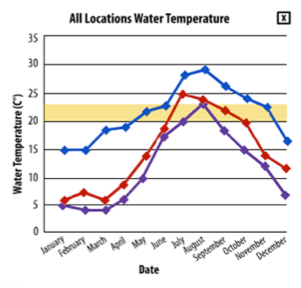 All Locations Water Temperature
X
35
30
25
20
15
10
5
0
Water Temperature (C°)
January
February
March
April
May
June
July
August
September
October
November
December
Date